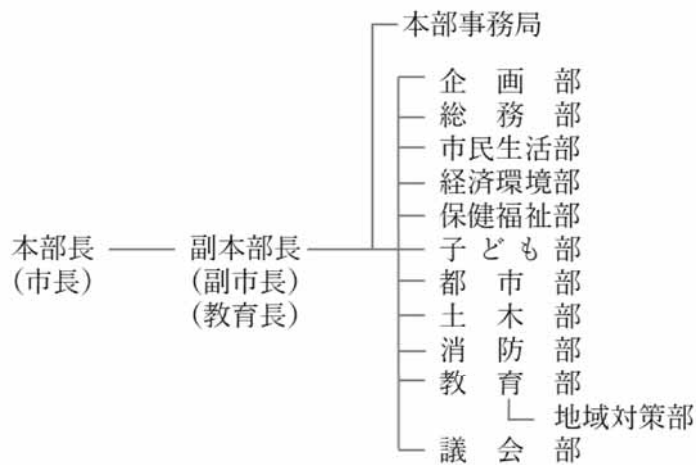 本部事務局
企画部
総務部
市民生活部
経済環境部
保健福祉部
本部長 副本部長 子ども部
(市長) (副市長) 都市部
(教育長) 土木部
消防部
教育部
地域対策部
議会部